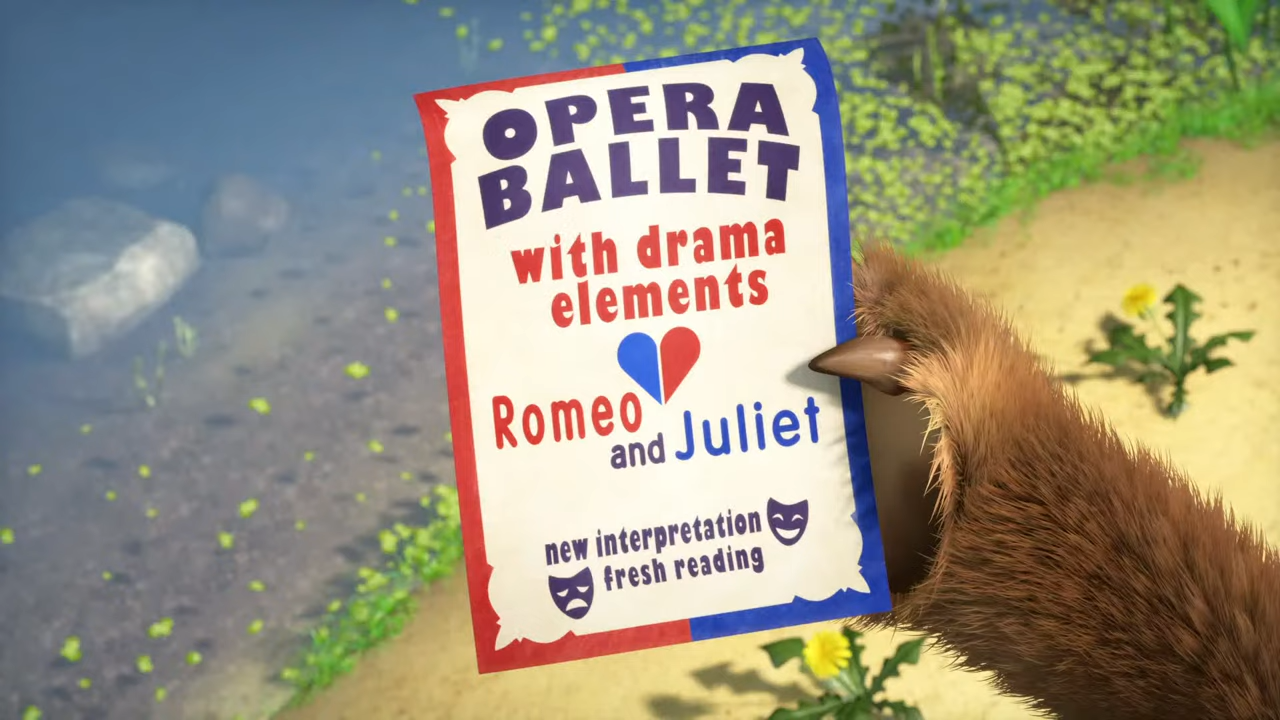 OPERA
BALLET
with drama
elements
Romeo
and Juliet
new interpretation
fresh reading